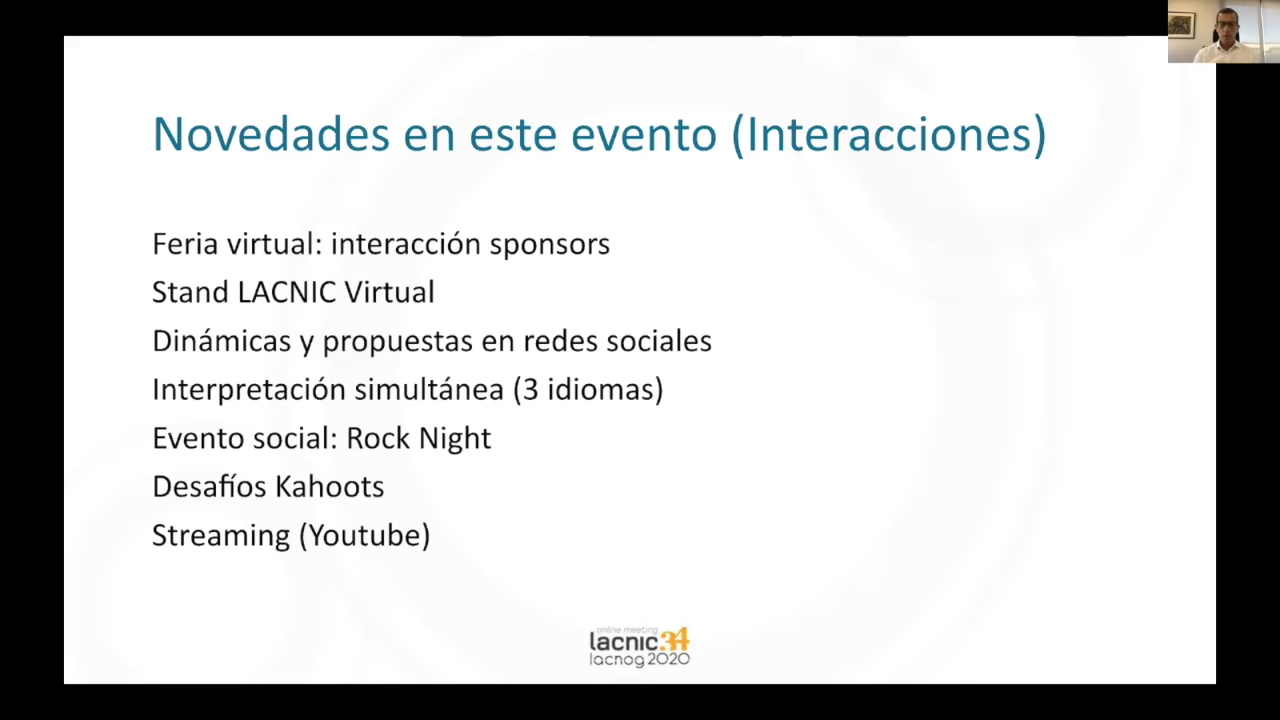 Novedades en este evento (Interacciones)
Feria virtual: interacción sponsors
Stand LACNIC Virtual
Dinámicas y propuestas en redes sociales
Interpretación simultánea (3 idiomas)
Evento social: Rock Night
Desafíos Kahoots
Streaming (Youtube)
online meeting
lacnic34
lacnog2020